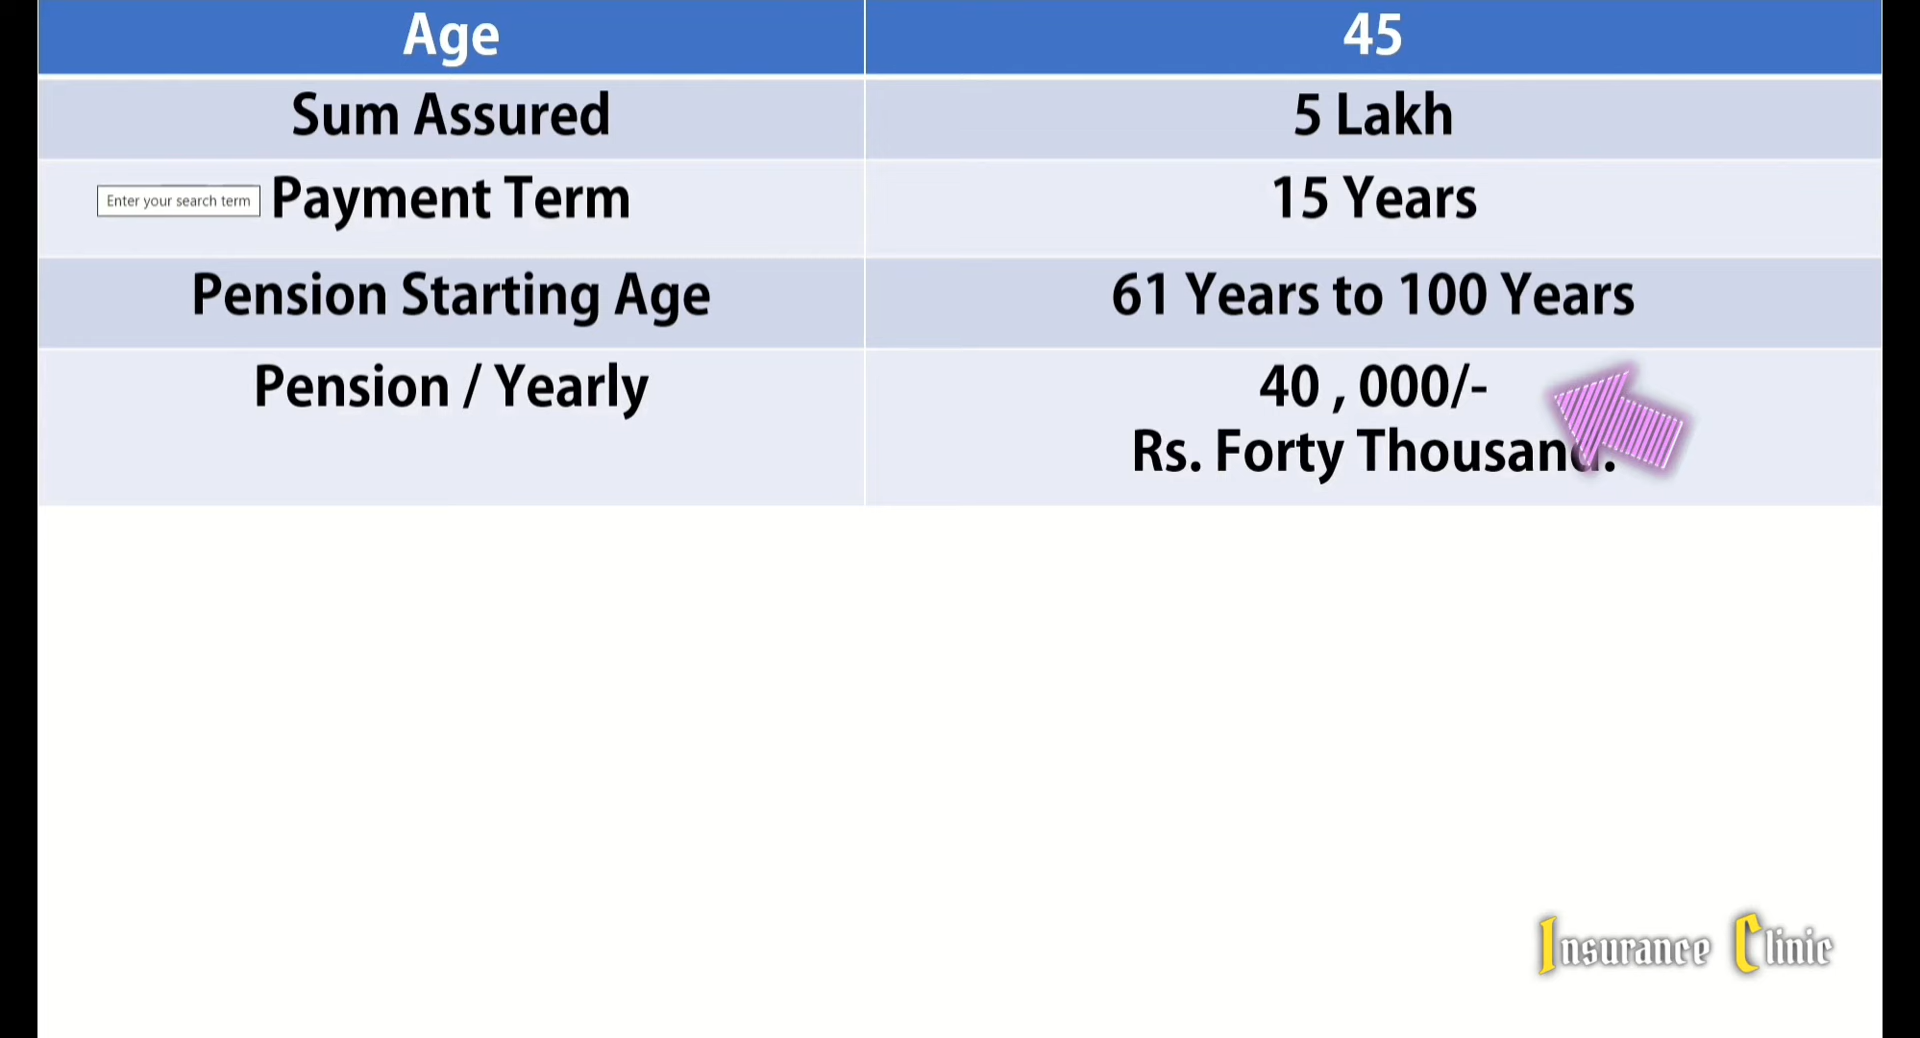 Age 45
Sum Assured 5 Lakh
Enter your search term Payment Term 15 Years
Pension Starting Age 61 Years to 100 Years
Pension / Yearly 40 , 000/-
Rs. Forty Thousand.
Insurance Clinic